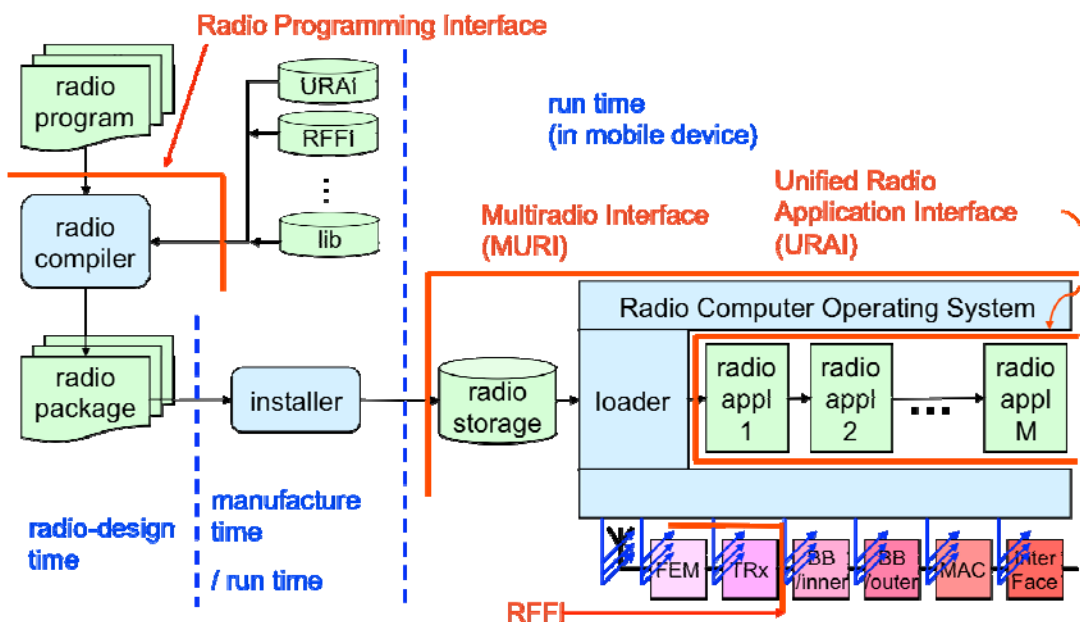 Radio Programming Interface
radio
program
URAI
RFFI
...
lib
radio
compiler
radio
package
installer
radio-design
time
manufacture
time
/ run time
run time
(in mobile device)
Multiradio Interface
(MURI)
Unified Radio
Application Interface
(URAI)
Radio Computer Operating System
radio
storage
loader
radio
appl
1
radio
appl
2
...
radio
appl
M
FEM
TRx
BB
/inner
BB
/outer
MAC
Inter
Face
RFFI